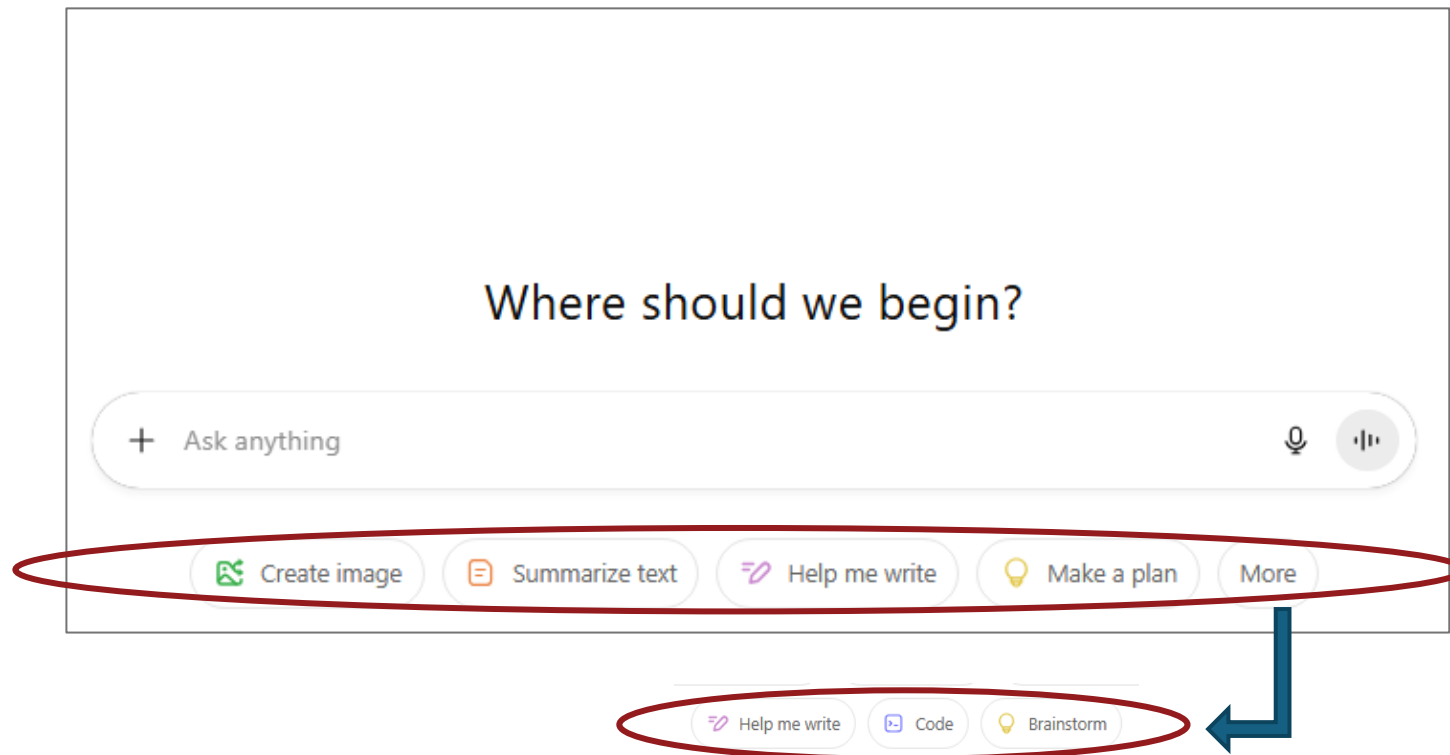 Where should we begin?
Ask anything
Create image Summarize text Help me write Make a plan More
Help me write Code Brainstorm